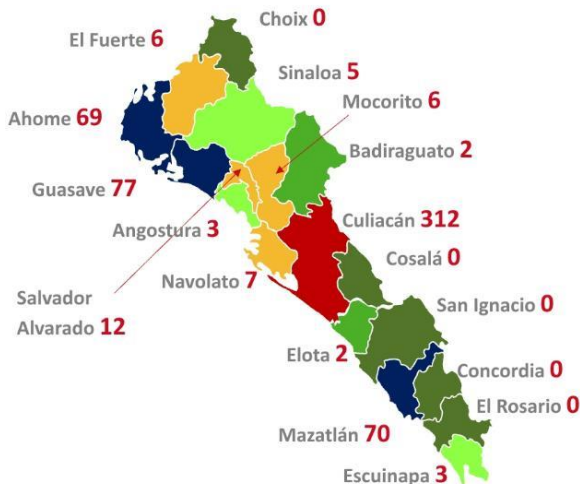 Choix 0
El Fuerte 6
Sinaloa 5
Mocorito 6
Ahome 69
Badiraguato 2
Guasave 77
Angostura 3
Culiacán 312
Cosalá 0
Navolato 7
Salvador
Alvarado 12
San Ignacio 0
Elota 2
Concordia 0
El Rosario 0
Mazatlán 70
Escuinapa 3